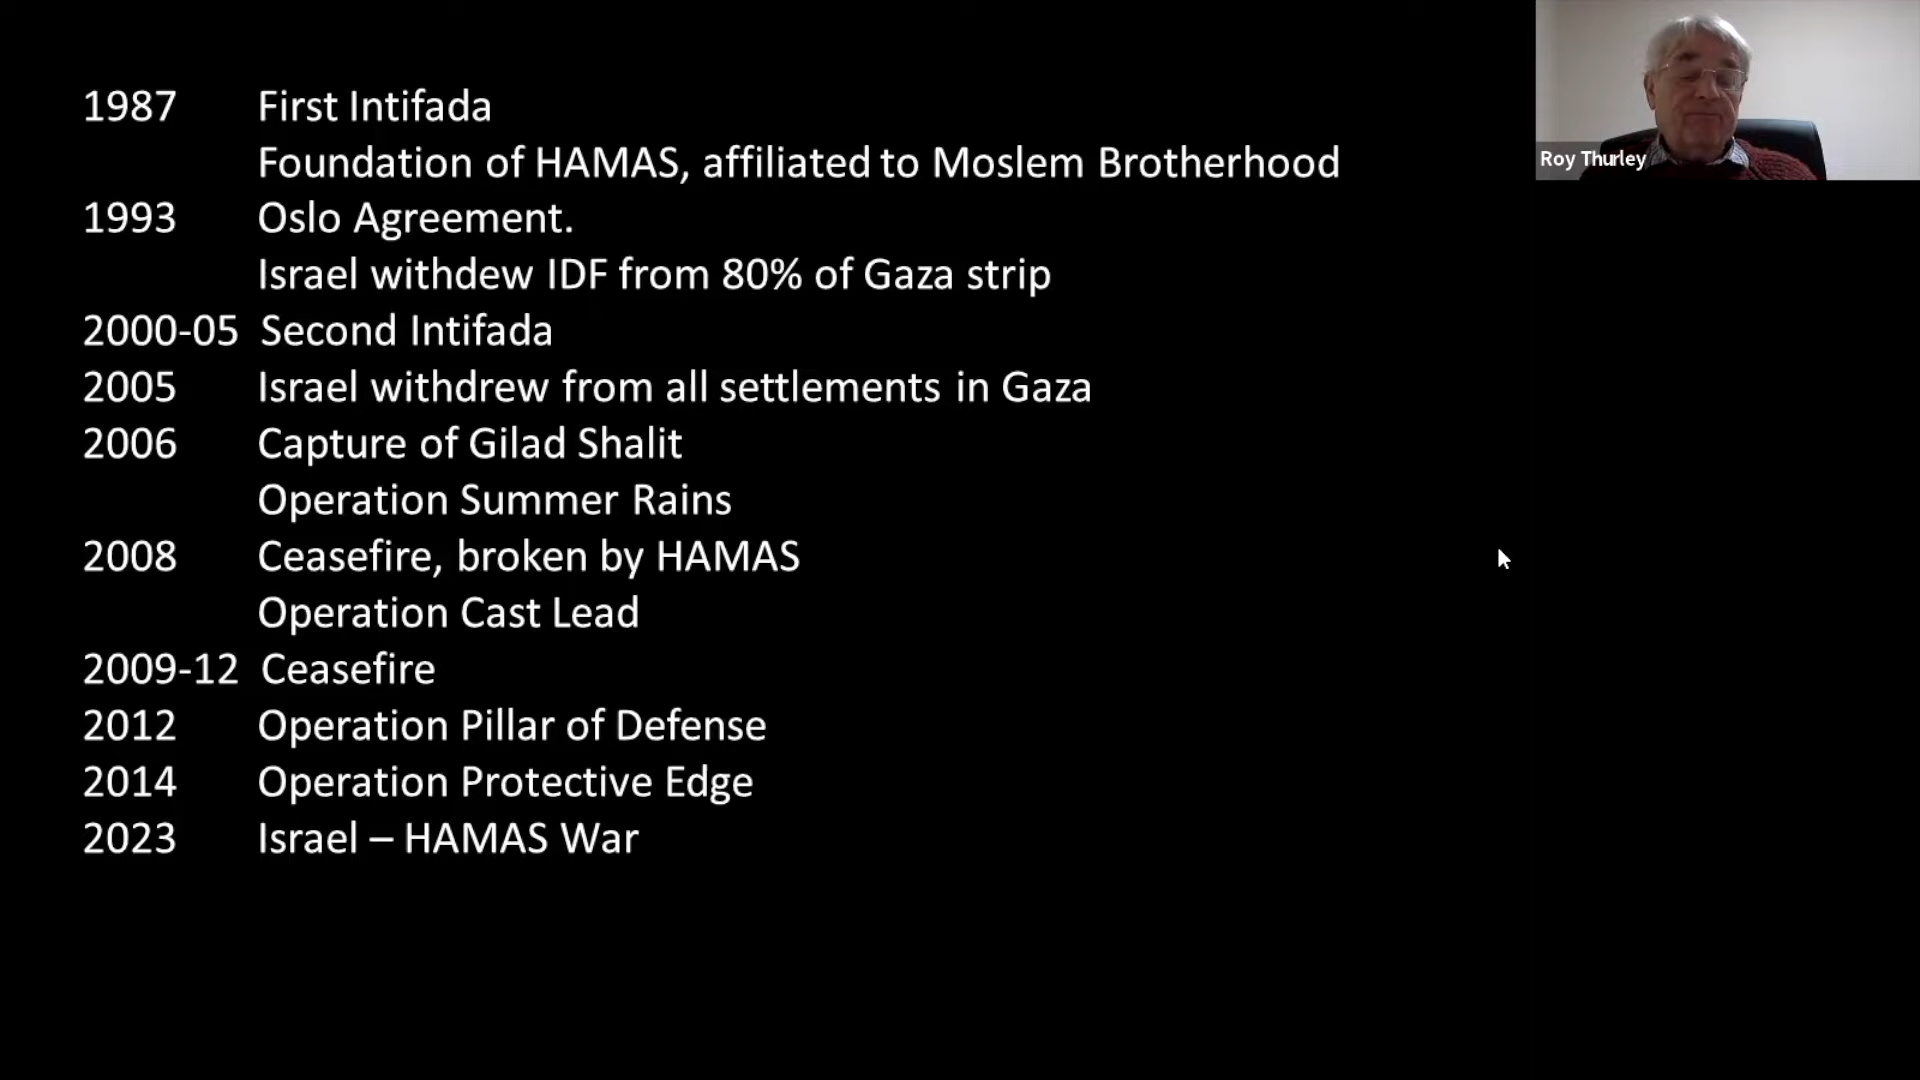 1987 First Intifada
Foundation of HAMAS, affiliated to Moslem Brotherhood
1993 Oslo Agreement.
Israel withdew IDF from 80% of Gaza strip
2000-05 Second Intifada
2005 Israel withdrew from all settlements in Gaza
2006 Capture of Gilad Shalit
Operation Summer Rains
2008 Ceasefire, broken by HAMAS
Operation Cast Lead
2009-12 Ceasefire
2012 Operation Pillar of Defense
2014 Operation Protective Edge
2023 Israel – HAMAS War
Roy Thurley